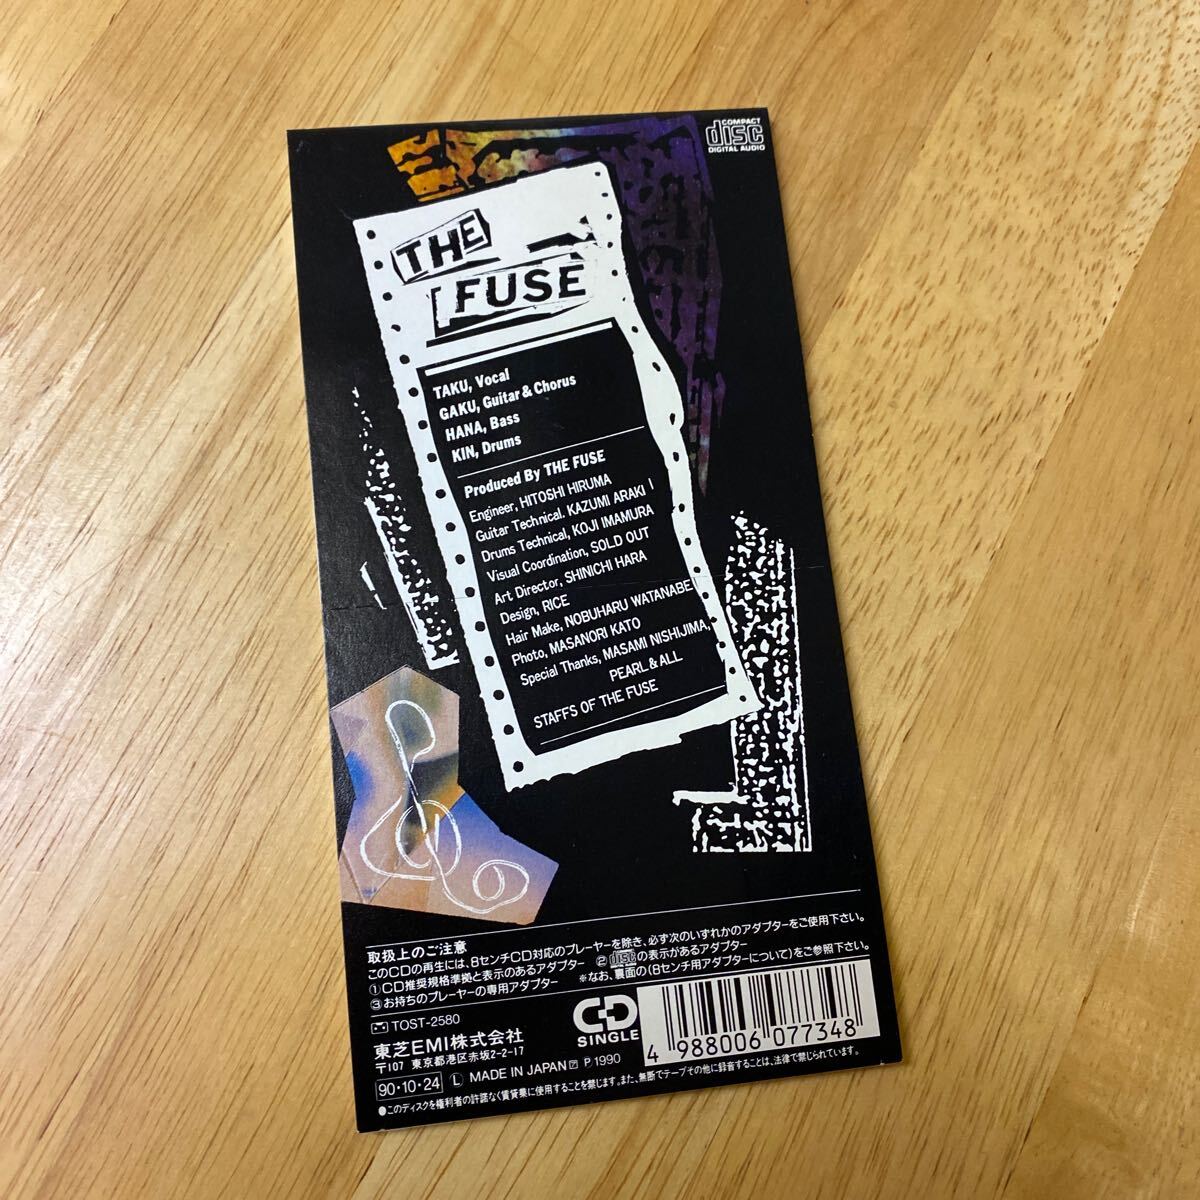 COMPACT
disc
DIGITAL AUDIO
THE
FUSE
TAKU, Vocal
GAKU, Guitar & Chorus
HANA, Bass
KIN, Drums
Produced By THE FUSE
Engineer, HITOSHI HIRUMA
Guitar Technical. KAZUMI ARAKI
Drums Technical, KOJI IMAMURA
Visual Coordination, SOLD OUT
Art Director, SHINICHI HARA
Design, RICE
Hair Make, NOBUHARU WATANABE
Photo, MASANORI KATO
Special Thanks, MASAMI NISHIJIMA,
PEARL & ALL
STAFFS OF THE FUSE
取扱上のご注意
このCDの再生には、8センチCD対応のプレーヤーを除き、必ず次のいずれかのアダプターをご使用下さい。
①CD推奨規格準拠と表示のあるアダプター ②discの表示があるアダプター
③お持ちのプレーヤーの専用アダプター ※なお、裏面の(8センチ用アダプターについて)をご参照下さい。
TOST-2580
東芝EMI株式会社
〒107 東京都港区赤坂2-2-17
90・10・24 Ⓛ MADE IN JAPAN Ⓟ P 1990
CD
SINGLE
4 988006 077348
●このディスクを権利者の許諾なく賃貸業に使用することを禁じます。また、無断でテープその他に録音することは、法律で禁じられています。